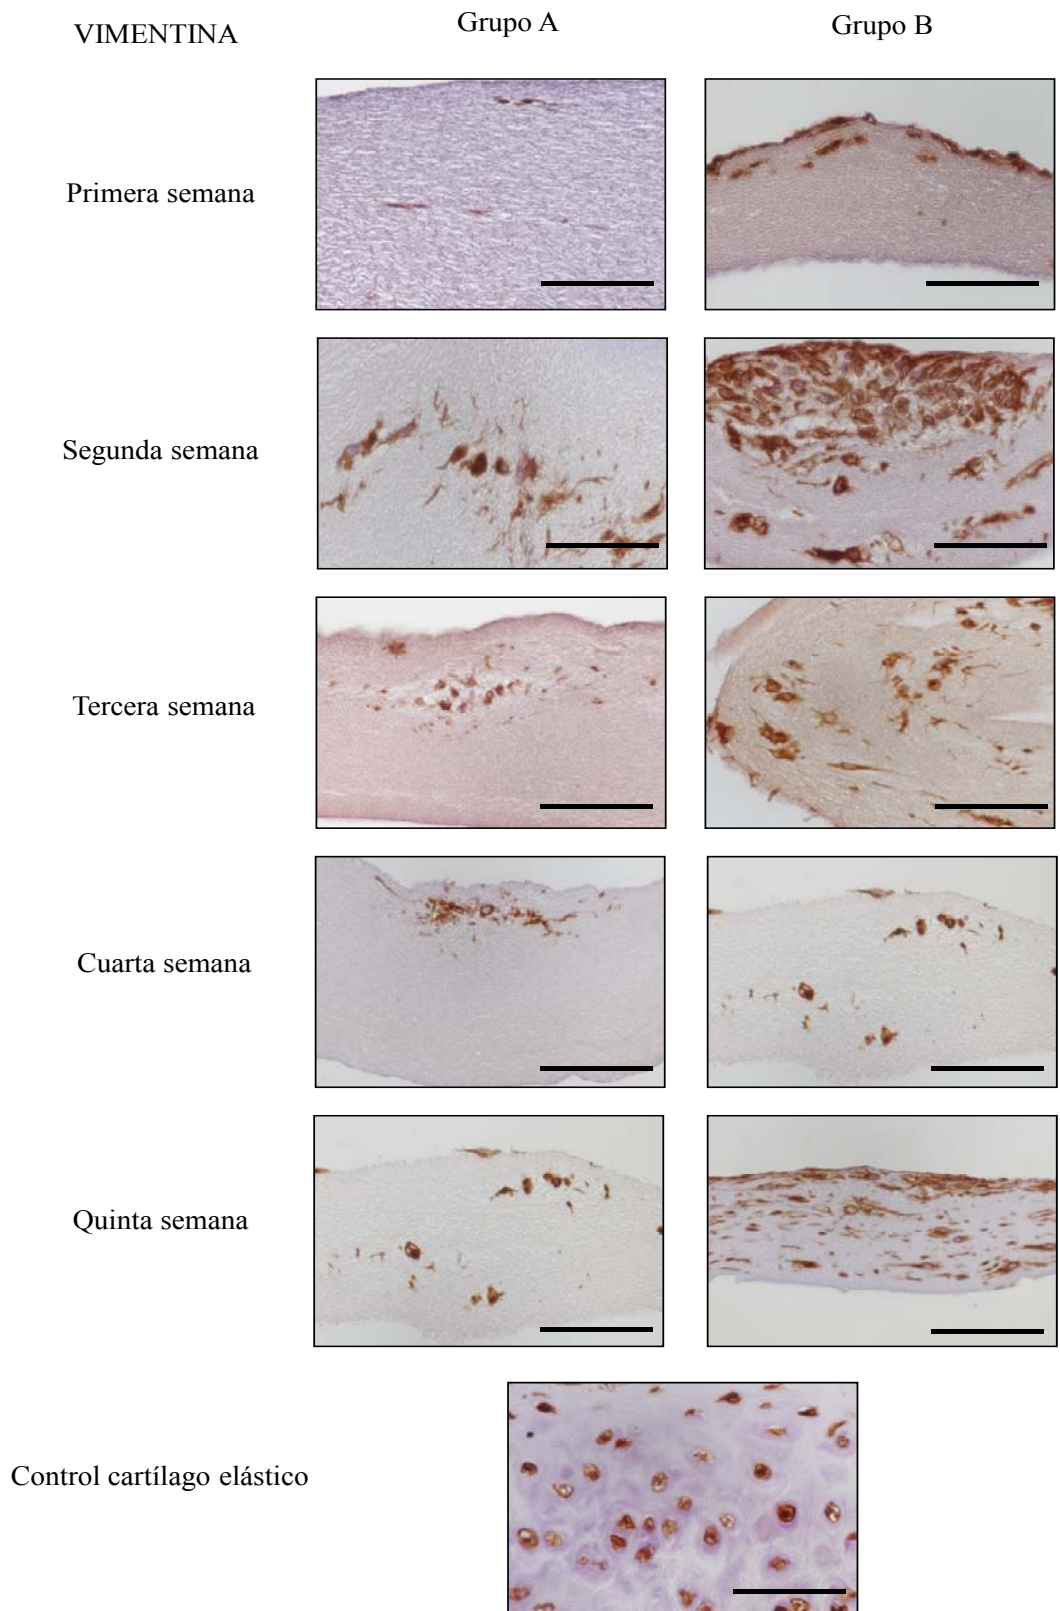 VIMENTINA
Grupo A
Grupo B
Primera semana
Segunda semana
Tercera semana
Cuarta semana
Quinta semana
Control cartílago elástico